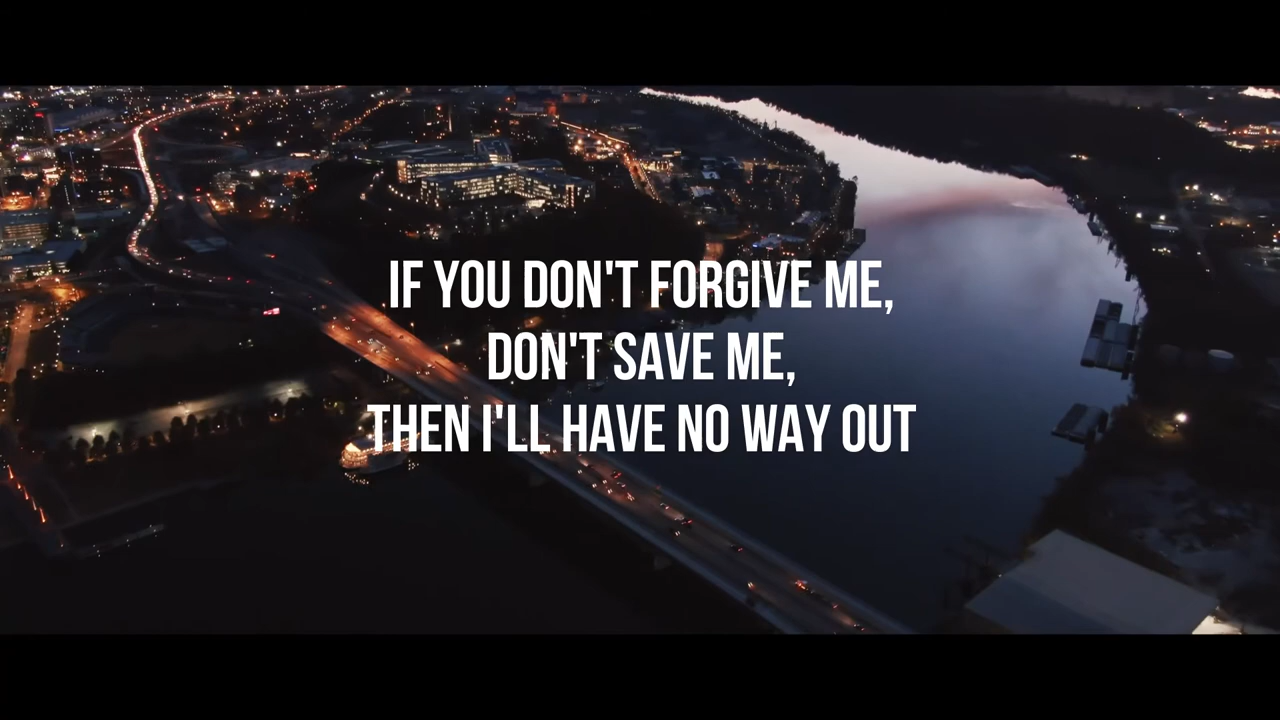 IF YOU DON'T FORGIVE ME,
DON'T SAVE ME,
THEN I'LL HAVE NO WAY OUT